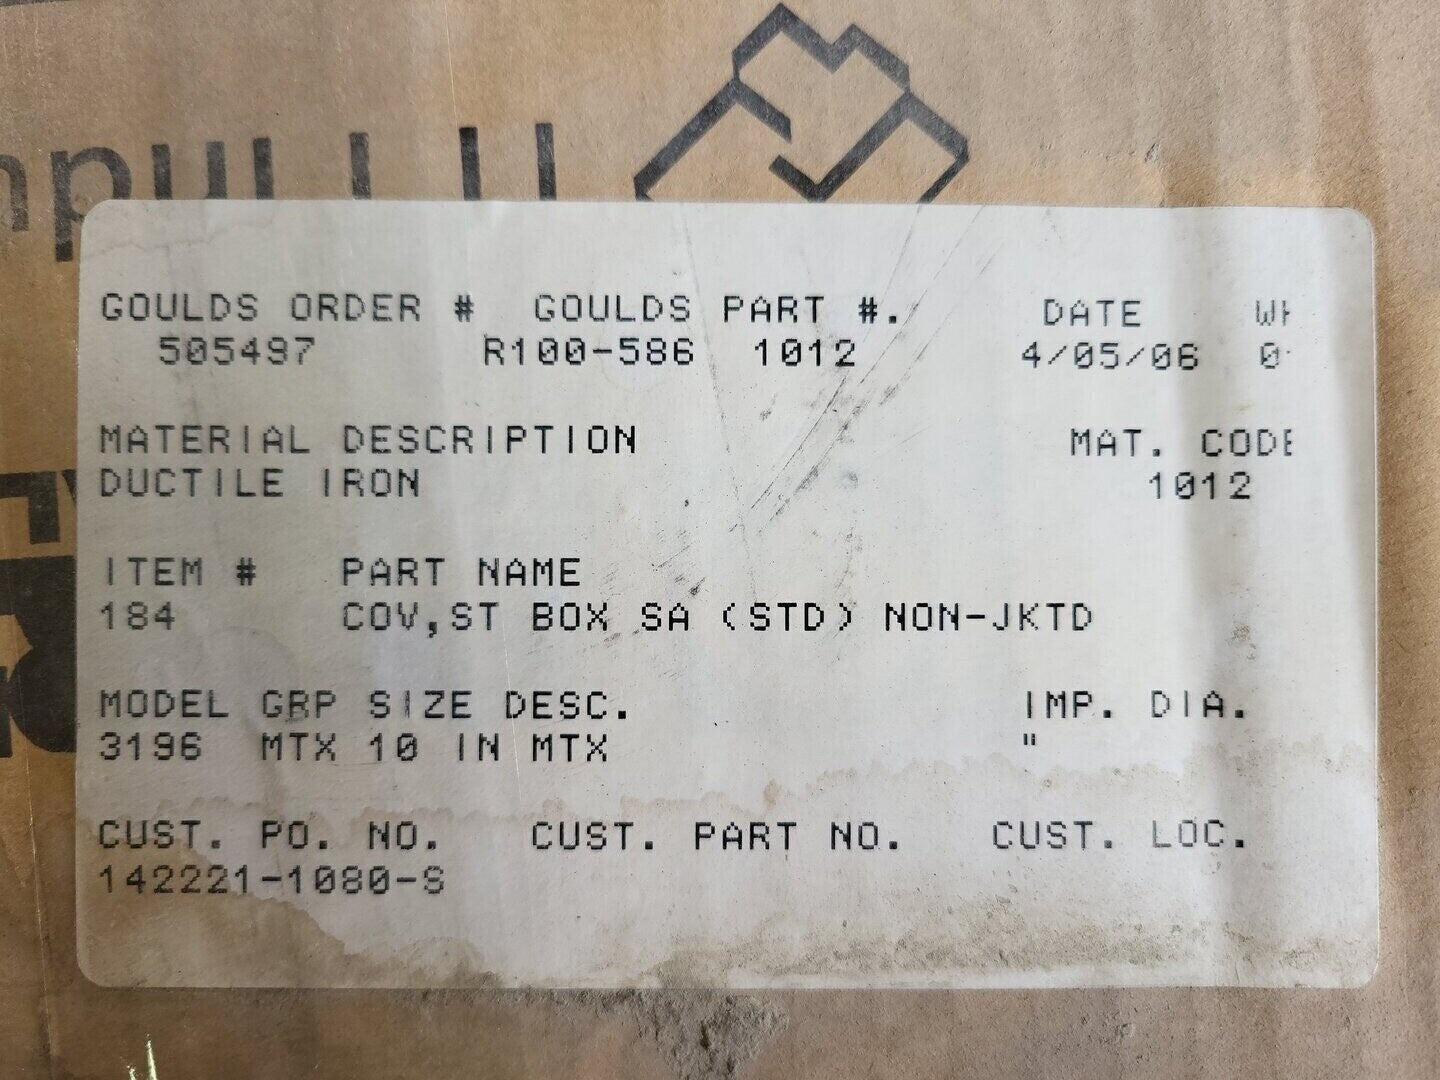 GOULDS ORDER # GOULDS PART #. DATE
505497 R100-586 1012 4/05/06
MATERIAL DESCRIPTION MAT. CODE
DUCTILE IRON 1012
ITEM # PART NAME
184 COV,ST BOX SA (STD) NON-JKTD
MODEL GRP SIZE DESC. IMP. DIA.
3196 MTX 10 IN MTX "
CUST. PO. NO. CUST. PART NO. CUST. LOC.
142221-1080-S